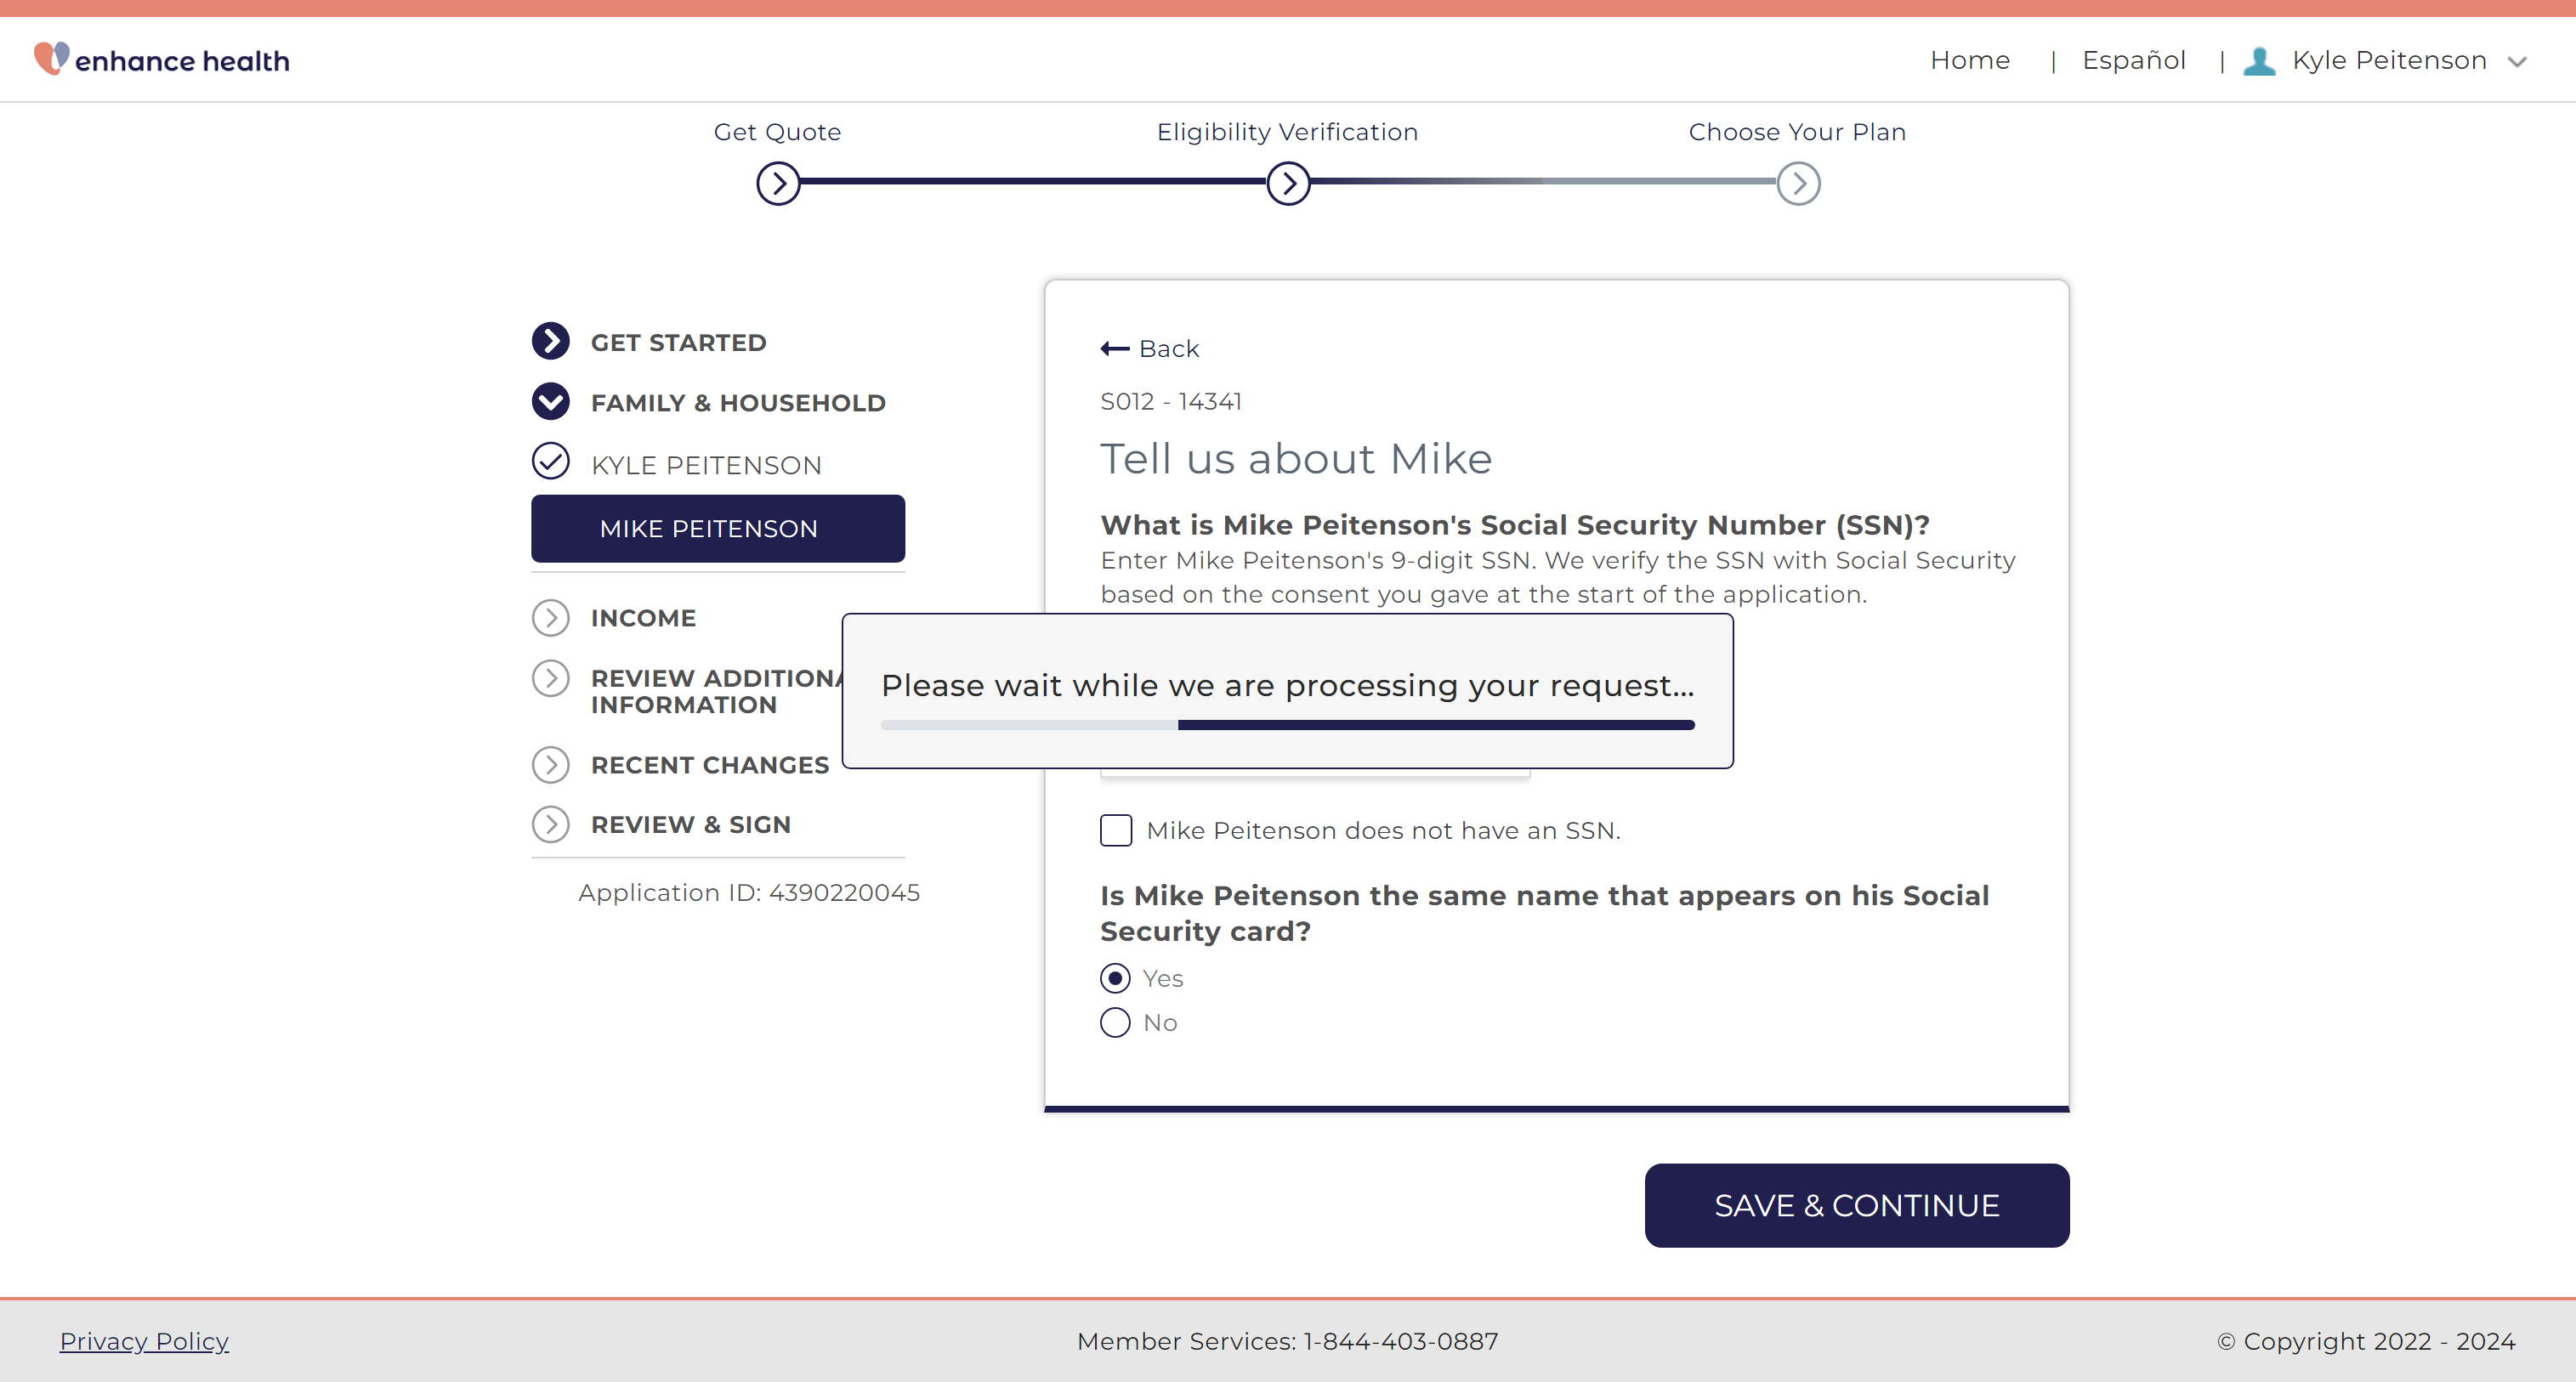 enhance health
Home | Español | Kyle Peitenson
Get Quote
Eligibility Verification
Choose Your Plan
GET STARTED
FAMILY & HOUSEHOLD
KYLE PEITENSON
MIKE PEITENSON
INCOME
REVIEW
INFORMATION
RECENT CHANGES
REVIEW & SIGN
Application ID: 4390220045
Back
S012 - 14341
Tell us about Mike
What is Mike Peitenson's Social Security Number (SSN)?
Enter Mike Peitenson's 9-digit SSN. We verify the SSN with Social Security
based on the consent you gave at the start of the application.
Please wait while we are processing your request...
Mike Peitenson does not have an SSN.
Is Mike Peitenson the same name that appears on his Social
Security card?
Yes
No
SAVE & CONTINUE
Privacy Policy
Member Services: 1-844-403-0887
© Copyright 2022 - 2024